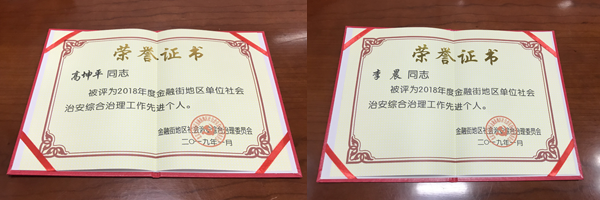 荣誉证书
高坤平 同志
被评为2018年度金融街地区单位社会
治安综合治理工作先进个人。
金融街地区社会治安综合治理委员会
二〇一九年一月
荣誉证书
李晨 同志
被评为2018年度金融街地区单位社会
治安综合治理工作先进个人。
金融街地区社会治安综合治理委员会
二〇一九年一月